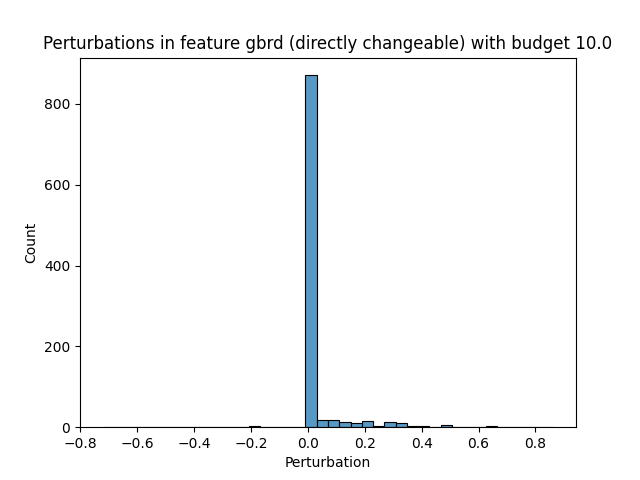 Perturbations in feature gbrd (directly changeable) with budget 10.0
800
600
400
200
0
Count
−0.8 −0.6 −0.4 −0.2 0.0 0.2 0.4 0.6 0.8
Perturbation